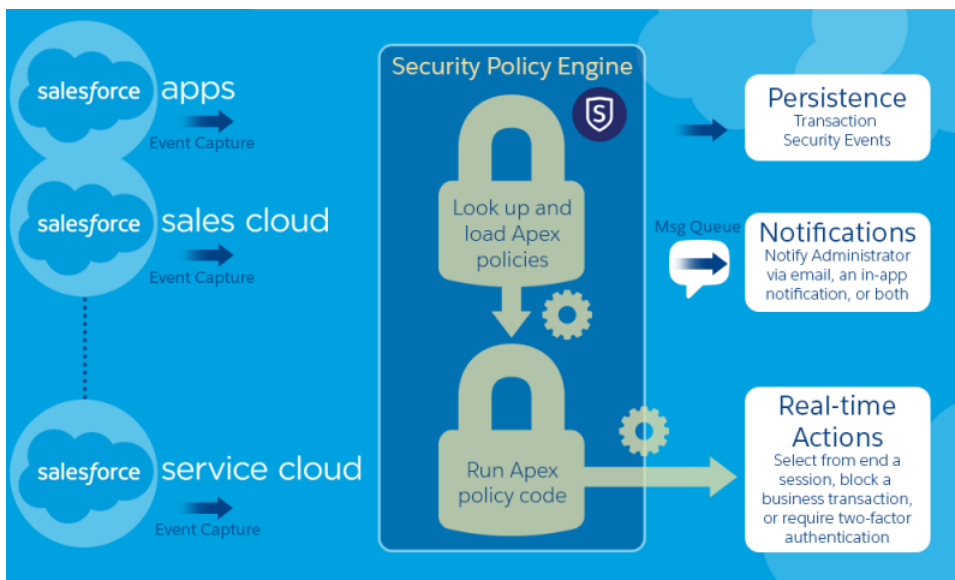 salesforce apps
Event Capture
salesforce sales cloud
Event Capture
salesforce service cloud
Event Capture
Security Policy Engine
S
Look up and
load Apex
policies
Run Apex
policy code
Persistence
Transaction
Security Events
Msg Queue
Notifications
Notify Administrator
via email, an in-app
notification, or both
Real-time
Actions
Select from end a
session, block a
business transaction,
or require two-factor
authentication